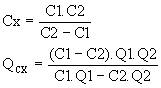 Cx = C1.C2 / C2 - C1
QCX = (C1 - C2).Q1.Q2 / C1.Q1 - C2.Q2